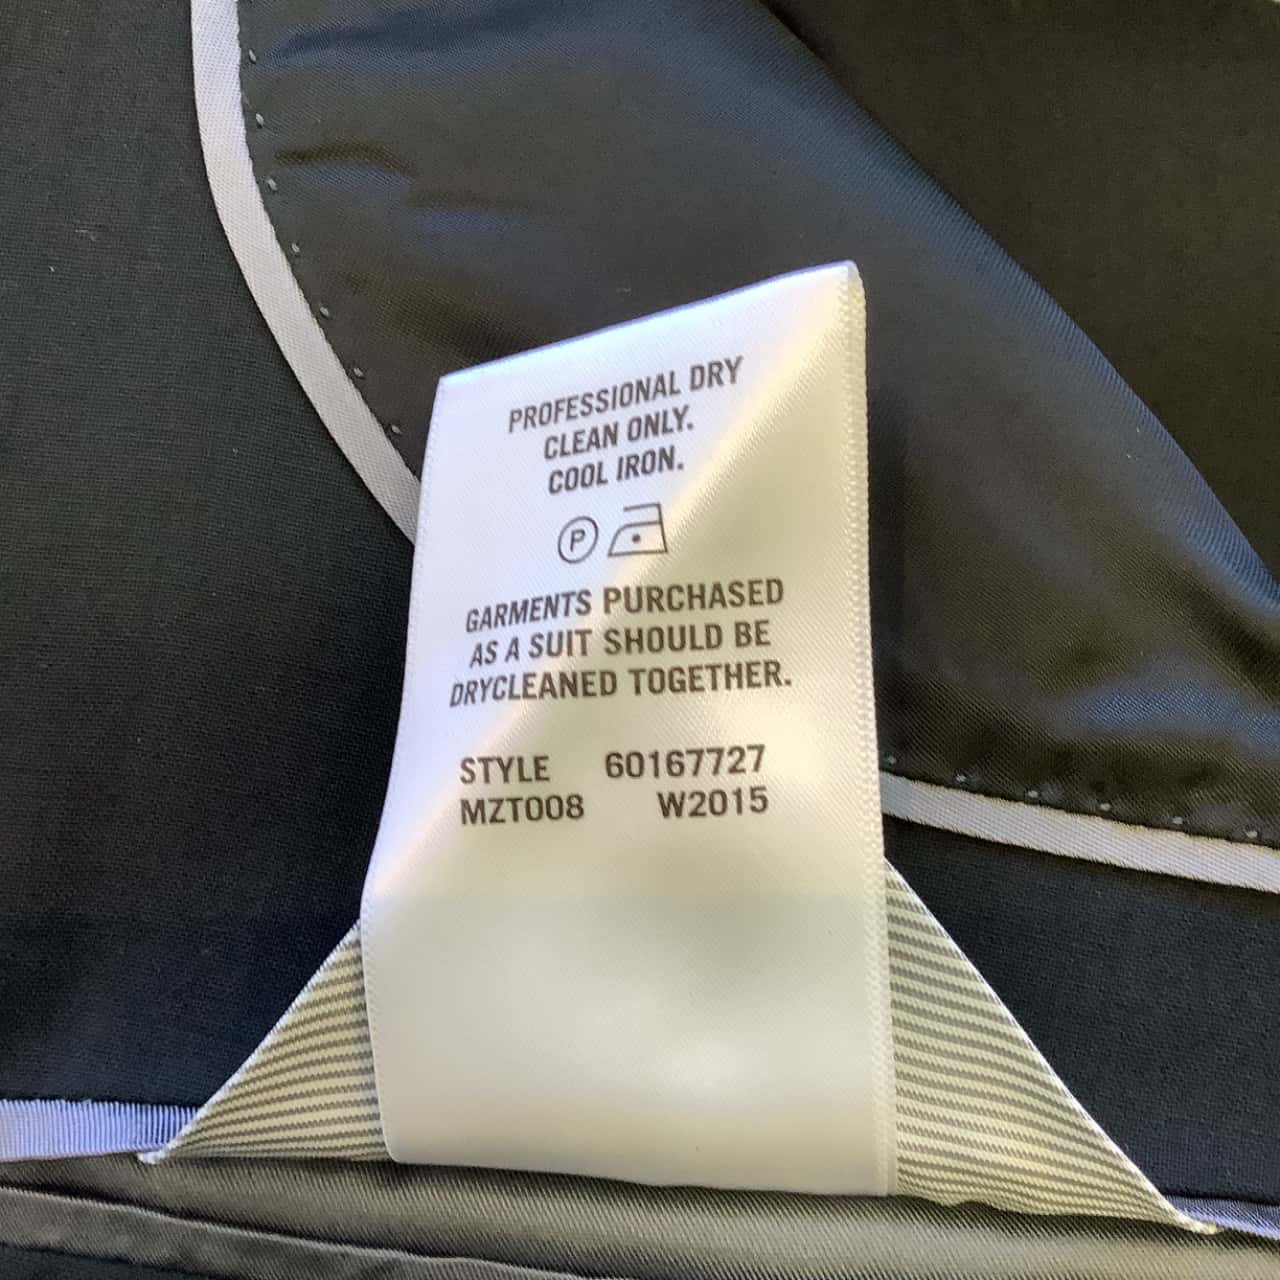 PROFESSIONAL DRY
CLEAN ONLY.
COOL IRON.
P
GARMENTS PURCHASED
AS A SUIT SHOULD BE
DRYCLEANED TOGETHER.
STYLE 60167727
MZT008 W2015